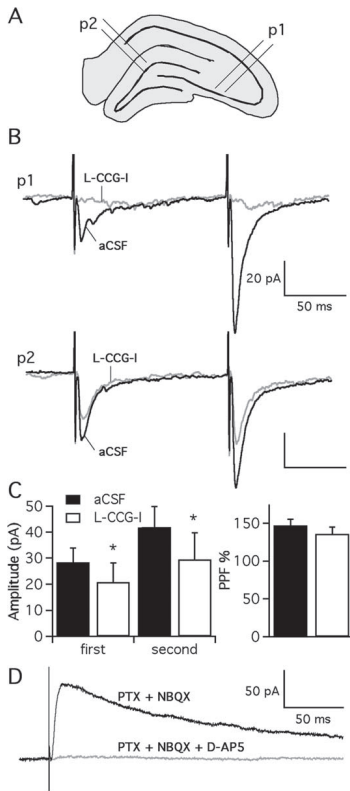 A
p2
p1
B
p1
L-CCG-I
aCSF
20 pA
50 ms
p2
L-CCG-I
aCSF
C
aCSF
L-CCG-I
Amplitude (pA)
50
40
30
20
10
0
*
*
first
second
PPF %
150
100
50
0
D
PTX + NBQX
PTX + NBQX + D-AP5
50 pA
50 ms